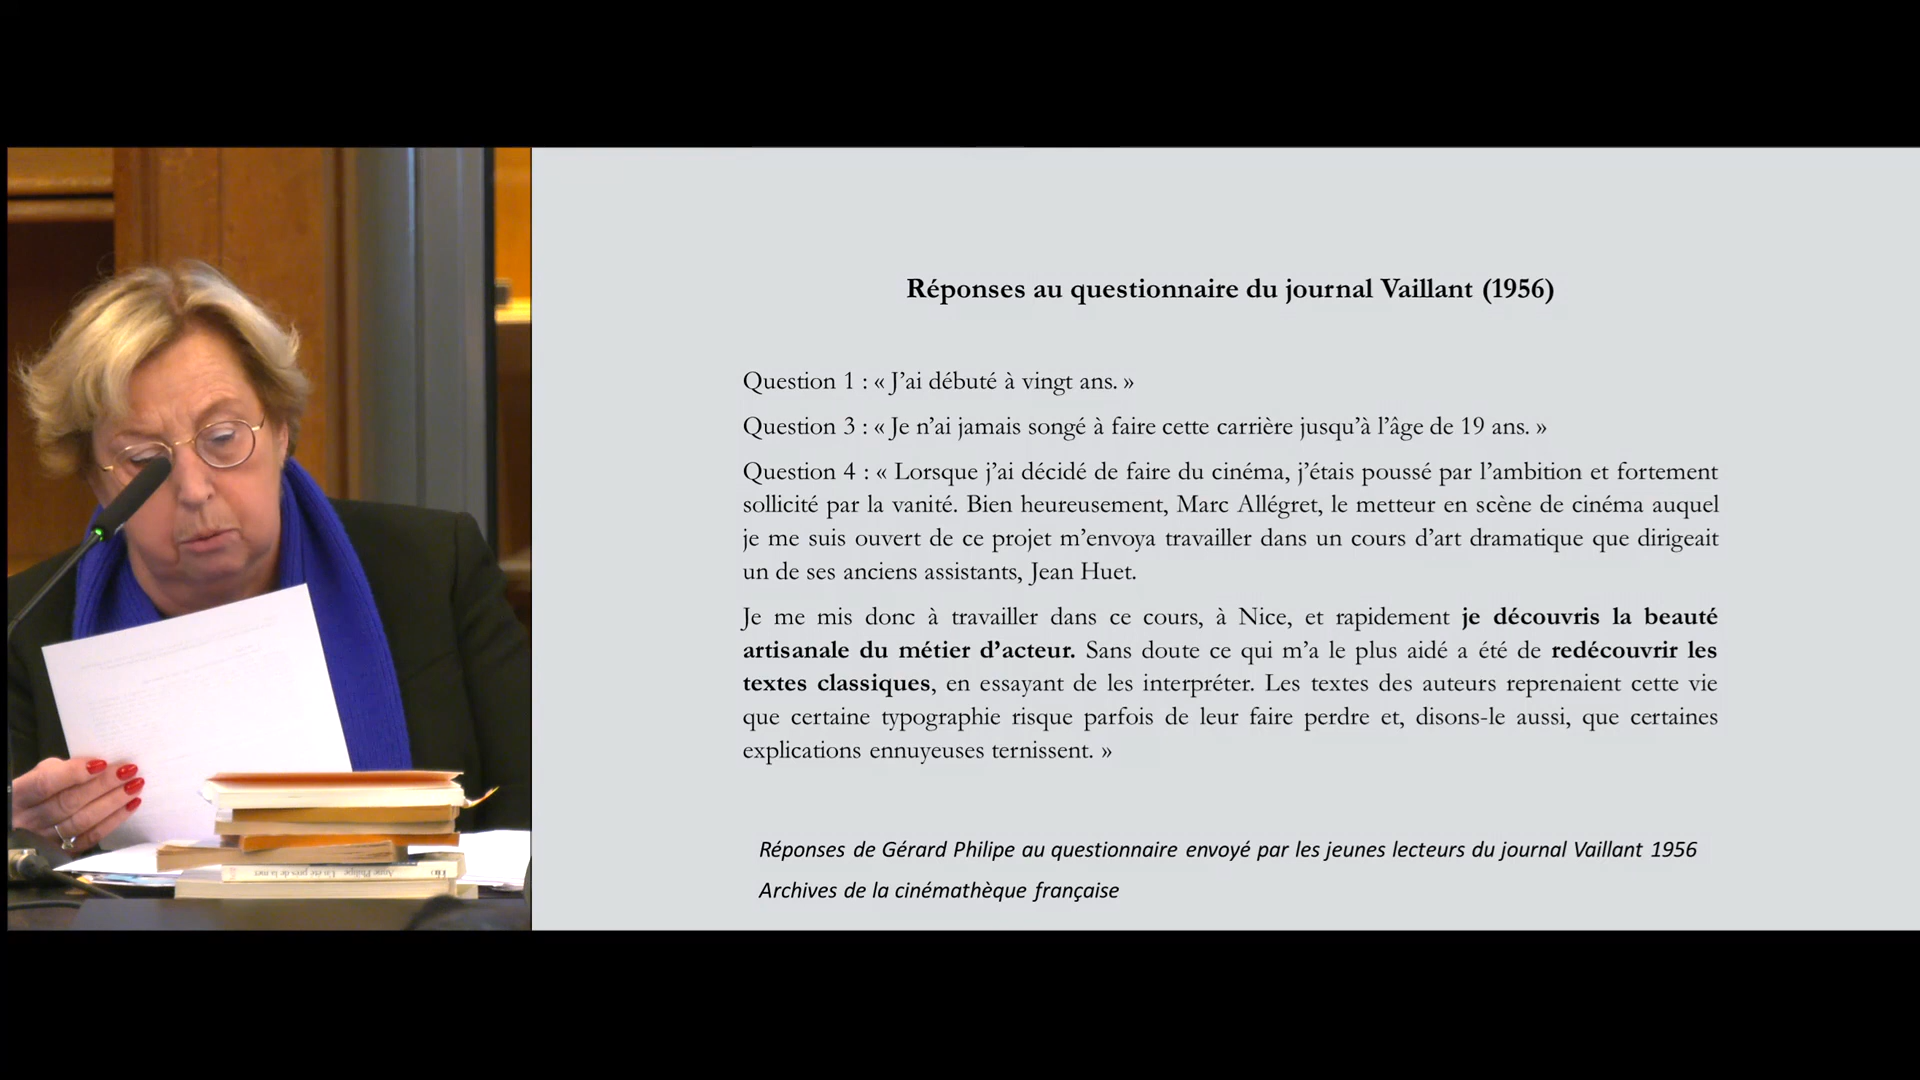 Réponses au questionnaire du journal Vaillant (1956)
Question 1 : « J’ai débuté à vingt ans. »
Question 3 : « Je n’ai jamais songé à faire cette carrière jusqu’à l’âge de 19 ans. »
Question 4 : « Lorsque j’ai décidé de faire du cinéma, j’étais poussé par l’ambition et fortement
sollicité par la vanité. Bien heureusement, Marc Allégret, le metteur en scène de cinéma auquel
je me suis ouvert de ce projet m’envoya travailler dans un cours d’art dramatique que dirigeait
un de ses anciens assistants, Jean Huet.
Je me mis donc à travailler dans ce cours, à Nice, et rapidement je découvris la beauté
artisanale du métier d’acteur. Sans doute ce qui m’a le plus aidé a été de redécouvrir les
textes classiques, en essayant de les interpréter. Les textes des auteurs reprenaient cette vie
que certaine typographie risque parfois de leur faire perdre et, disons-le aussi, que certaines
explications ennuyeuses ternissent. »
Réponses de Gérard Philipe au questionnaire envoyé par les jeunes lecteurs du journal Vaillant 1956
Archives de la cinémathèque française
Anne Philipe